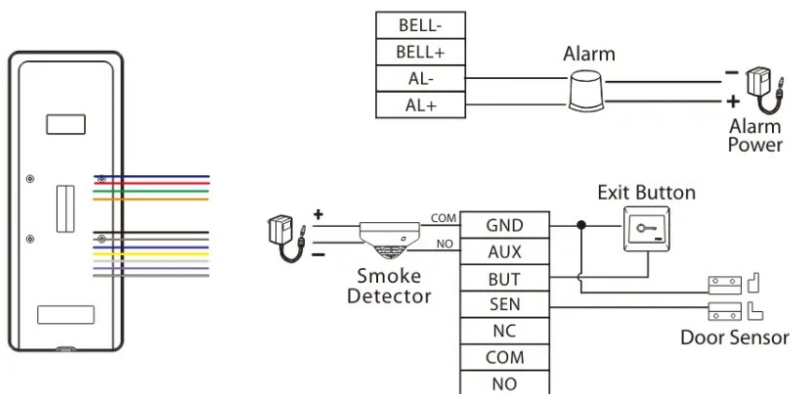 BELL-
BELL+
AL-
AL+
Alarm
−
+
Alarm
Power
+
−
COM
NO
Smoke
Detector
GND
AUX
BUT
SEN
NC
COM
NO
Exit Button
Door Sensor